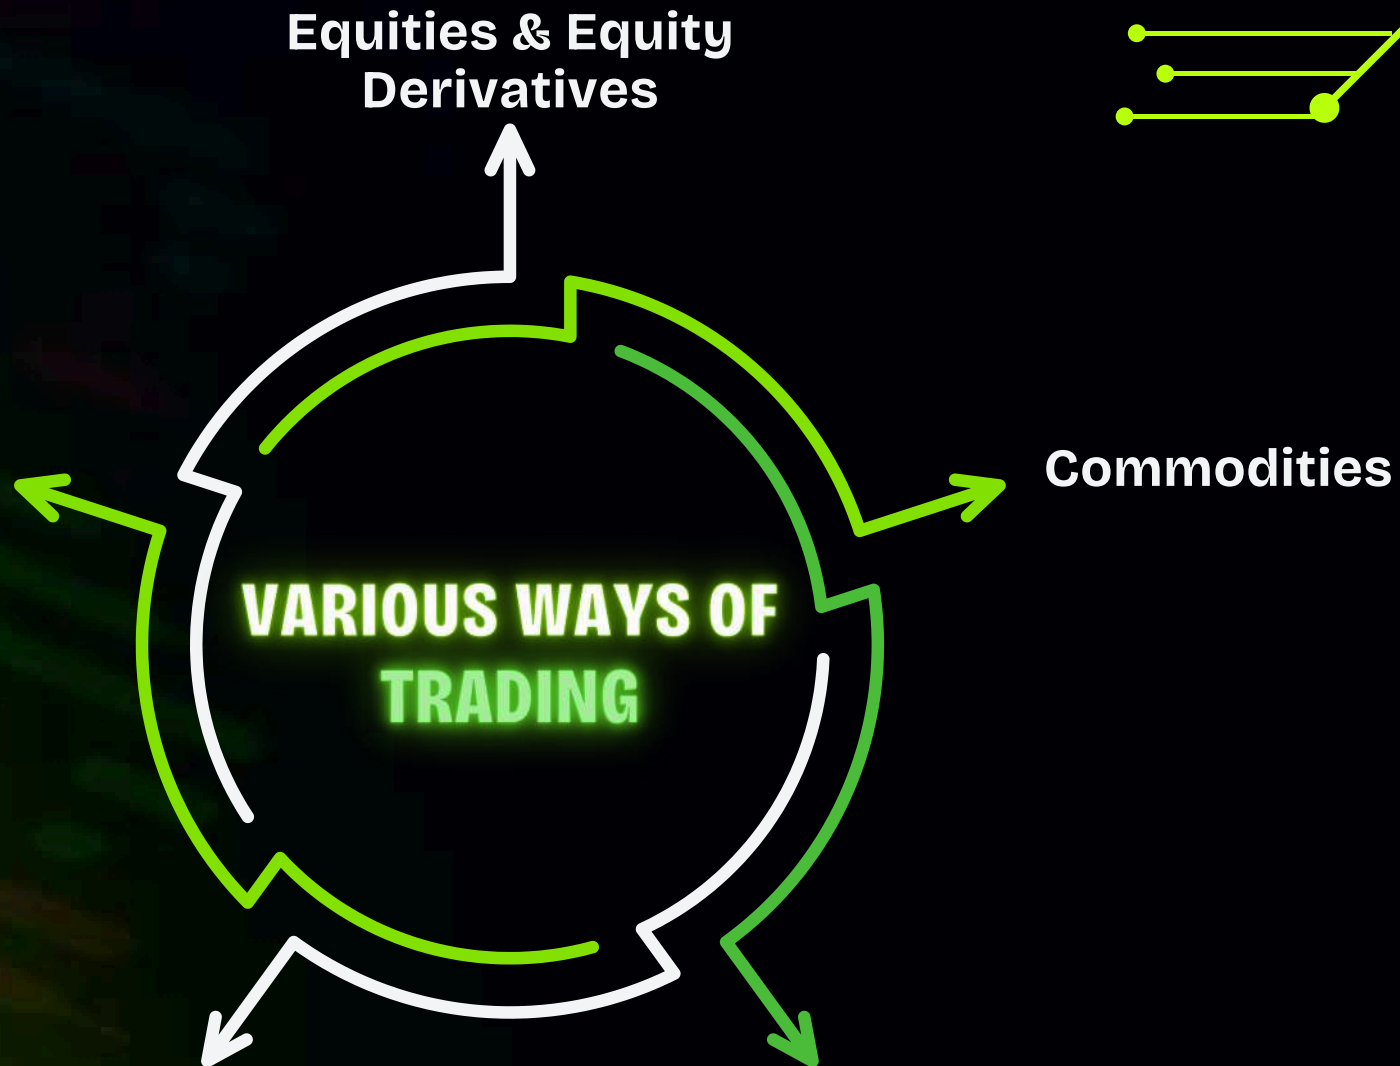 Equities & Equity
Derivatives
Commodities
VARIOUS WAYS OF
TRADING